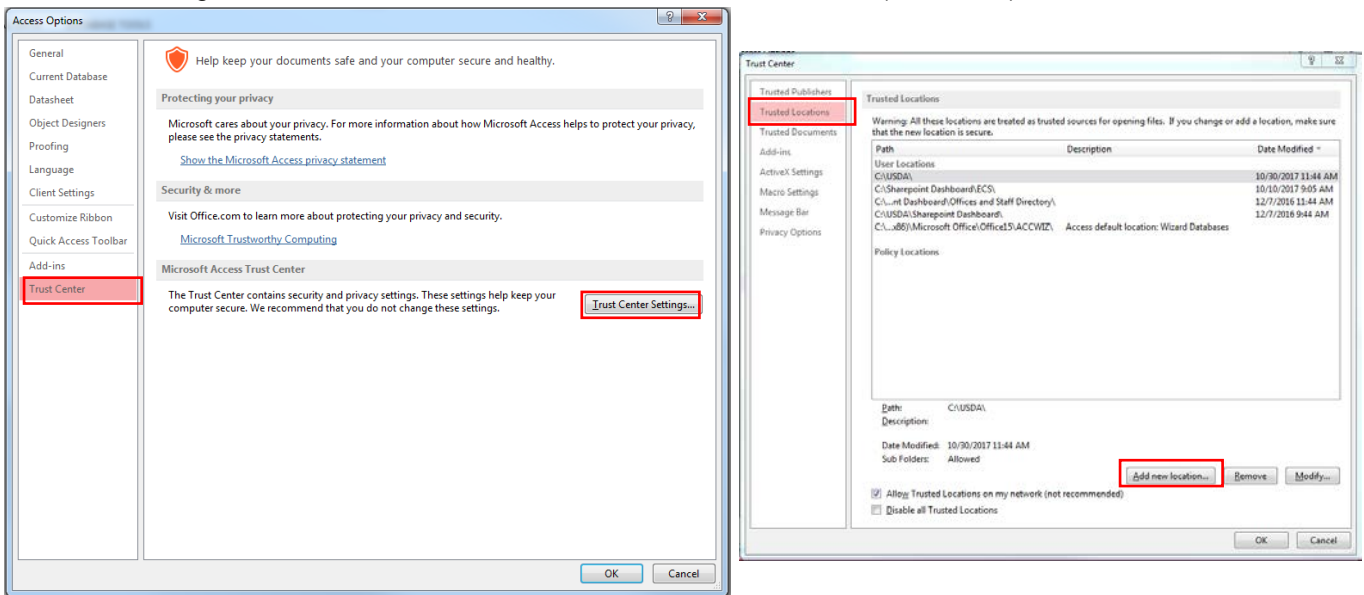 Access Options
General
Current Database
Datasheet
Object Designers
Proofing
Language
Client Settings
Customize Ribbon
Quick Access Toolbar
Add-ins
Trust Center
Help keep your documents safe and your computer secure and healthy.
Protecting your privacy
Microsoft cares about your privacy. For more information about how Microsoft Access helps to protect your privacy,
please see the privacy statements.
Show the Microsoft Access privacy statement
Security & more
Visit Office.com to learn more about protecting your privacy and security.
Microsoft Trustworthy Computing
Microsoft Access Trust Center
The Trust Center contains security and privacy settings. These settings help keep your
computer secure. We recommend that you do not change these settings.
Trust Center Settings...
OK Cancel
Trust Center
Trusted Publishers
Trusted Locations
Trusted Documents
Add-ins
ActiveX Settings
Macro Settings
Message Bar
Privacy Options
Trusted Locations
Warning: All these locations are treated as trusted sources for opening files. If you change or add a location, make sure
that the new location is secure.
Path Description Date Modified
User Locations
C:\USDA\ 10/30/2017 11:44 AM
C:\Sharepoint Dashboard\ECS\ 10/10/2017 9:05 AM
C:\...nt Dashboard\Offices and Staff Directory\ 12/7/2016 11:44 AM
C:\USDA\Sharepoint Dashboard\ 12/7/2016 9:44 AM
C:\...x86)\Microsoft Office\Office15\ACCWIZ\ Access default location: Wizard Databases
Policy Locations
Path: C:\USDA\
Description:
Date Modified: 10/30/2017 11:44 AM
Sub Folders: Allowed
Add new location... Remove Modify...
Allow Trusted Locations on my network (not recommended)
Disable all Trusted Locations
OK Cancel